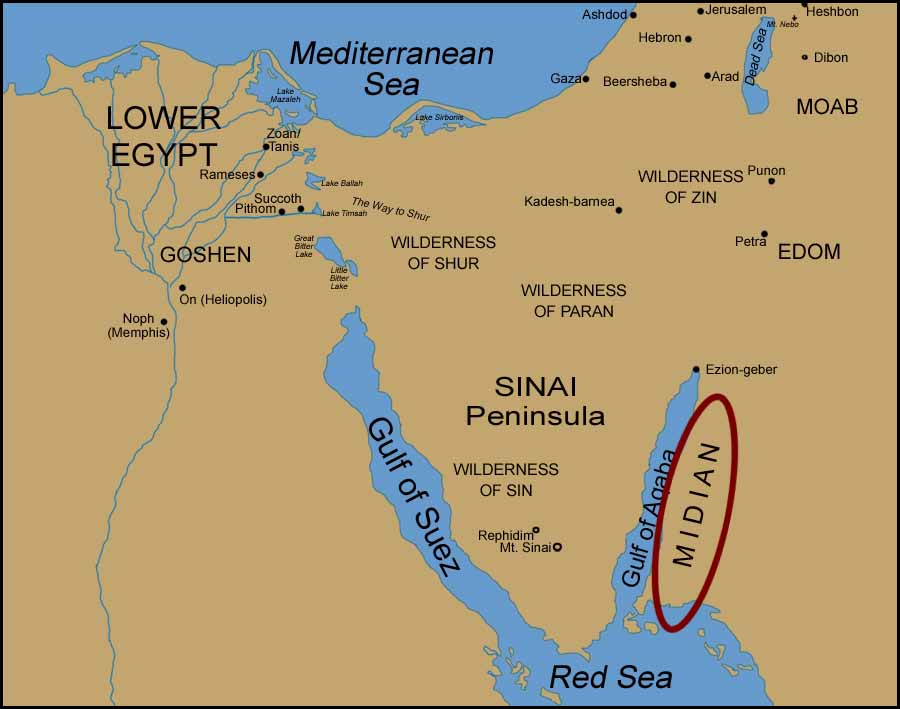 Ashdod
Jerusalem
Heshbon
Mt. Nebo
Mediterranean
Sea
Hebron
Dead Sea
Dibon
Gaza
Beersheba
Arad
MOAB
Lake
Mazaleh
Lake Sirbonis
LOWER
EGYPT
Zoan/
Tanis
Rameses
Lake Ballah
WILDERNESS
OF ZIN
Punon
Succoth
Pithom
Lake Timsah
The Way to Shur
Kadesh-barnea
GOSHEN
Great
Bitter
Lake
WILDERNESS
OF SHUR
Petra
EDOM
Little
Bitter
Lake
On (Heliopolis)
WILDERNESS
OF PARAN
Noph
(Memphis)
Ezion-geber
SINAI
Peninsula
Gulf of Suez
WILDERNESS
OF SIN
Gulf of Aqaba
MIDIAN
Rephidim
Mt. Sinai
Red Sea